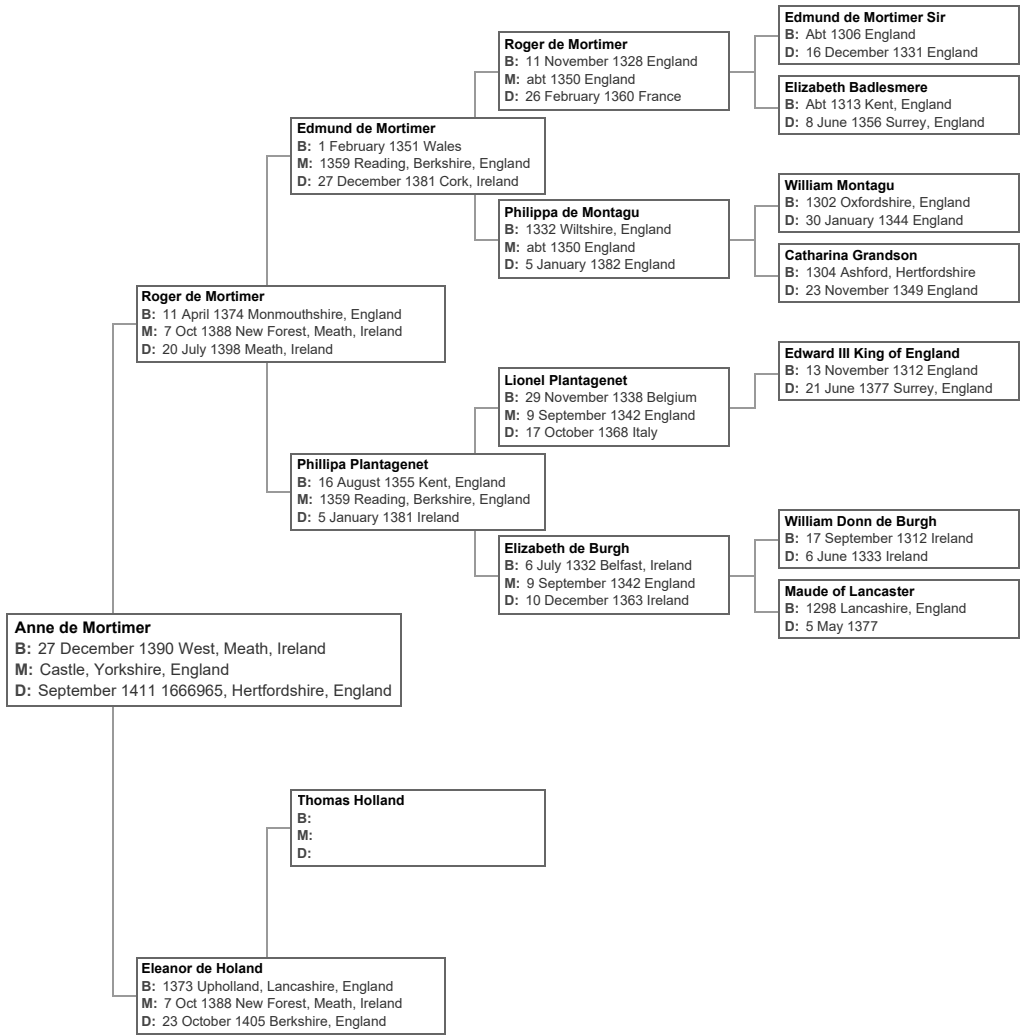 Edmund de Mortimer Sir
B: Abt 1306 England
D: 16 December 1331 England
Roger de Mortimer
B: 11 November 1328 England
M: abt 1350 England
D: 26 February 1360 France
Elizabeth Badlesmere
B: Abt 1313 Kent, England
D: 8 June 1356 Surrey, England
Edmund de Mortimer
B: 1 February 1351 Wales
M: 1359 Reading, Berkshire, England
D: 27 December 1381 Cork, Ireland
William Montagu
B: 1302 Oxfordshire, England
D: 30 January 1344 England
Philippa de Montagu
B: 1332 Wiltshire, England
M: abt 1350 England
D: 5 January 1382 England
Catharina Grandson
B: 1304 Ashford, Hertfordshire
D: 23 November 1349 England
Roger de Mortimer
B: 11 April 1374 Monmouthshire, England
M: 7 Oct 1388 New Forest, Meath, Ireland
D: 20 July 1398 Meath, Ireland
Edward III King of England
B: 13 November 1312 England
D: 21 June 1377 Surrey, England
Lionel Plantagenet
B: 29 November 1338 Belgium
M: 9 September 1342 England
D: 17 October 1368 Italy
Phillipa Plantagenet
B: 16 August 1355 Kent, England
M: 1359 Reading, Berkshire, England
D: 5 January 1381 Ireland
William Donn de Burgh
B: 17 September 1312 Ireland
D: 6 June 1333 Ireland
Elizabeth de Burgh
B: 6 July 1332 Belfast, Ireland
M: 9 September 1342 England
D: 10 December 1363 Ireland
Maude of Lancaster
B: 1298 Lancashire, England
D: 5 May 1377
Anne de Mortimer
B: 27 December 1390 West, Meath, Ireland
M: Castle, Yorkshire, England
D: September 1411 1666965, Hertfordshire, England
Thomas Holland
B:
M:
D:
Eleanor de Holand
B: 1373 Upholland, Lancashire, England
M: 7 Oct 1388 New Forest, Meath, Ireland
D: 23 October 1405 Berkshire, England